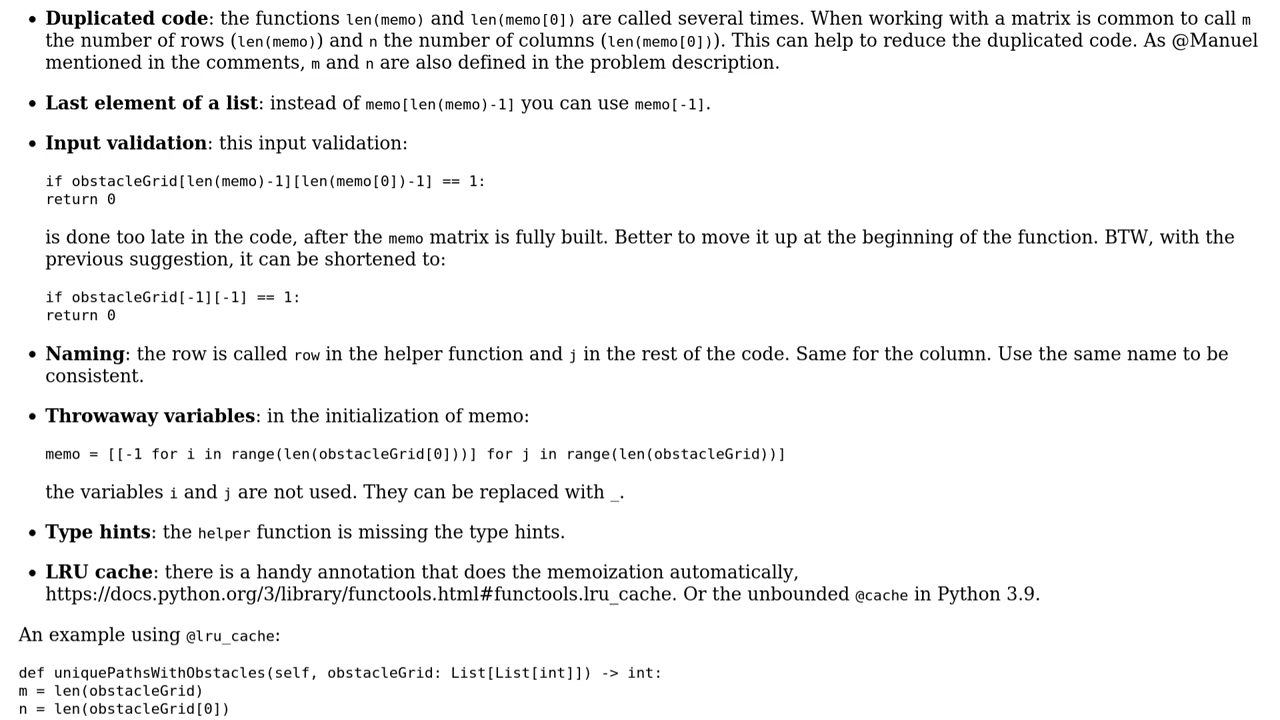 • Duplicated code: the functions len(memo) and len(memo[0]) are called several times. When working with a matrix is common to call m
the number of rows (len(memo)) and n the number of columns (len(memo[0])). This can help to reduce the duplicated code. As @Manuel
mentioned in the comments, m and n are also defined in the problem description.
• Last element of a list: instead of memo[len(memo)-1] you can use memo[-1].
• Input validation: this input validation:
if obstacleGrid[len(memo)-1][len(memo[0])-1] == 1:
return 0
is done too late in the code, after the memo matrix is fully built. Better to move it up at the beginning of the function. BTW, with the
previous suggestion, it can be shortened to:
if obstacleGrid[-1][-1] == 1:
return 0
• Naming: the row is called row in the helper function and j in the rest of the code. Same for the column. Use the same name to be
consistent.
• Throwaway variables: in the initialization of memo:
memo = [[-1 for i in range(len(obstacleGrid[0]))] for j in range(len(obstacleGrid))]
the variables i and j are not used. They can be replaced with _.
• Type hints: the helper function is missing the type hints.
• LRU cache: there is a handy annotation that does the memoization automatically,
https://docs.python.org/3/library/functools.html#functools.lru_cache. Or the unbounded @cache in Python 3.9.
An example using @lru_cache:
def uniquePathsWithObstacles(self, obstacleGrid: List[List[int]]) -> int:
m = len(obstacleGrid)
n = len(obstacleGrid[0])